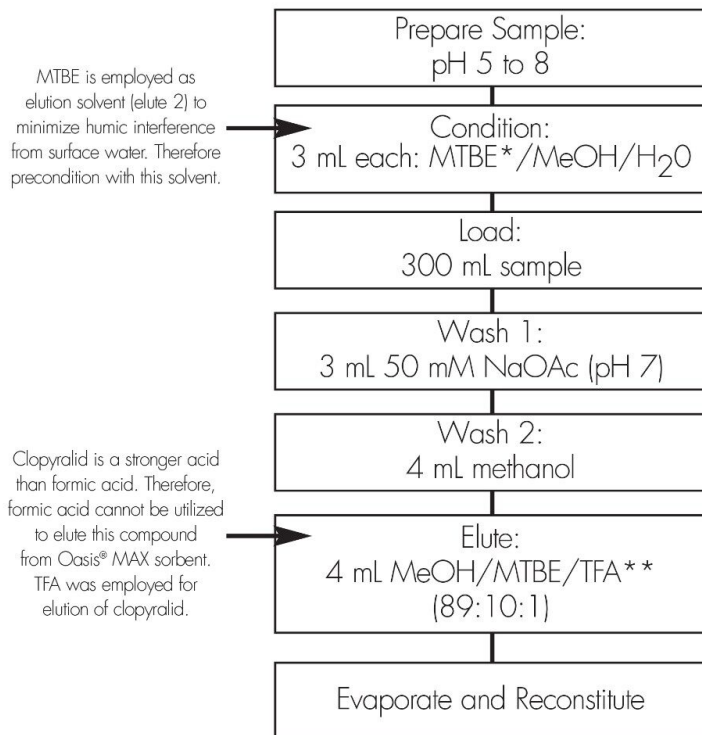 Prepare Sample:
pH 5 to 8
MTBE is employed as
elution solvent (elute 2) to
minimize humic interference
from surface water. Therefore
precondition with this solvent.
Condition:
3 mL each: MTBE*/MeOH/H20
Load:
300 mL sample
Wash 1:
3 mL 50 mM NaOAc (pH 7)
Wash 2:
4 mL methanol
Clopyralid is a stronger acid
than formic acid. Therefore,
formic acid cannot be utilized
to elute this compound
from Oasis® MAX sorbent.
TFA was employed for
elution of clopyralid.
Elute:
4 mL MeOH/MTBE/TFA**
(89:10:1)
Evaporate and Reconstitute